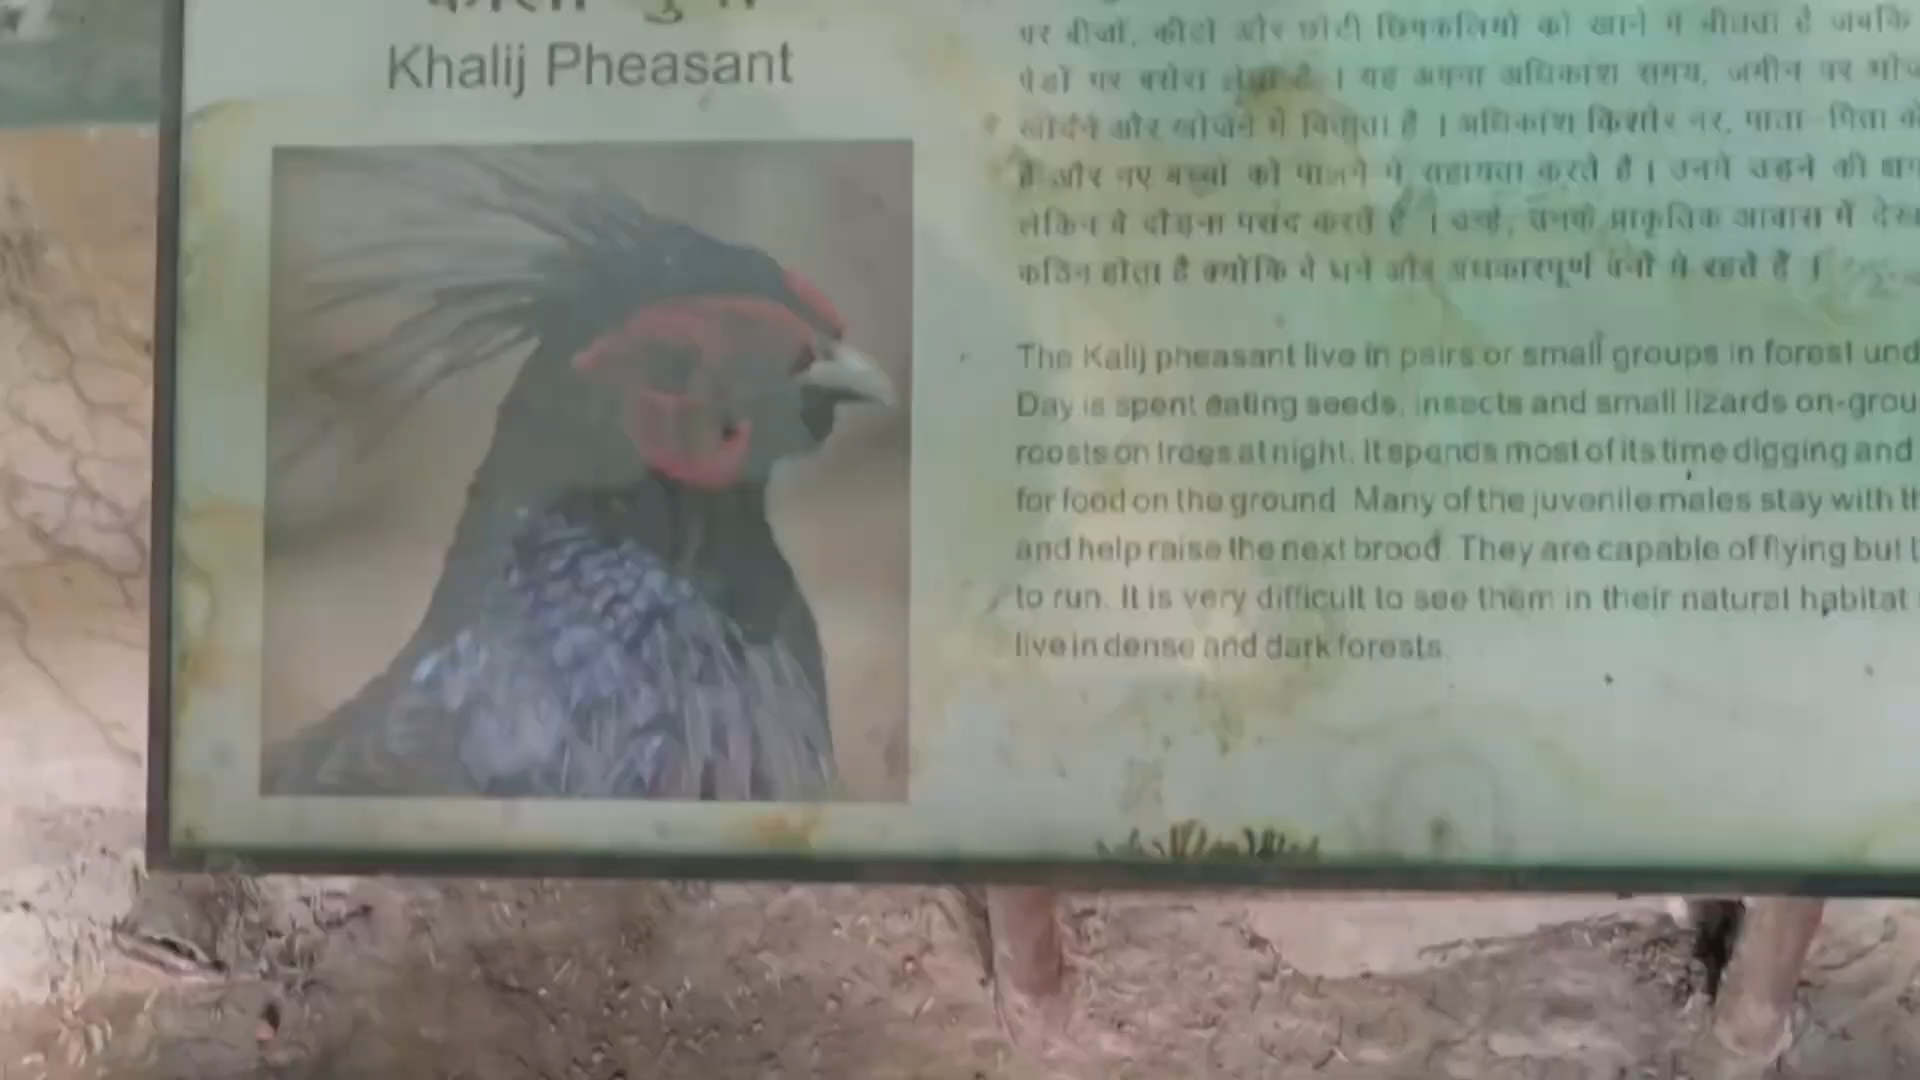 Khalij Pheasant
पर बीजों, कीटों और छोटी छिपकलियों को खाने में बीतता है जबकि
पेड़ों पर बसेरा लेता है । यह अपना अधिकांश समय, जमीन पर
खोदने और खोजने में बिताता है । अधिकांश किशोर नर, माता-पिता
है और नए बच्चों को पालने में सहायता करते है । उनमें उड़ने की
लेकिन वे दौड़ना पसंद करते है । उन्हें, उनके प्राकृतिक आवास में
कठिन होता है क्योंकि वे घने और अंधकारपूर्ण वनों में रहते है ।
The Kalij pheasant live in pairs or small groups in forest und
Day is spent eating seeds, insects and small lizards on-grou
roosts on trees at night. It spends most of its time digging and
for food on the ground. Many of the juvenile males stay with th
and help raise the next brood. They are capable of flying but
to run. It is very difficult to see them in their natural habitat
live in dense and dark forests.